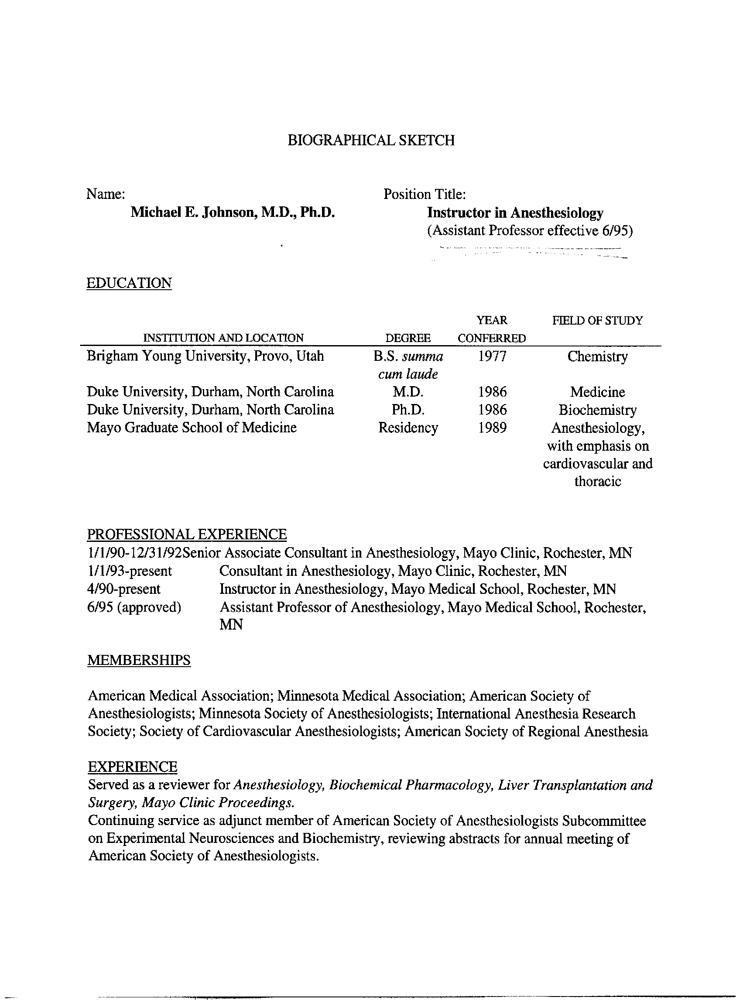 BIOGRAPHICAL SKETCH
Name: Position Title:
Michael E. Johnson, M.D., Ph.D. Instructor in Anesthesiology
(Assistant Professor effective 6/95)
EDUCATION
YEAR FIELD OF STUDY
INSTITUTION AND LOCATION DEGREE CONFERRED
Brigham Young University, Provo, Utah B.S. summa 1977 Chemistry
cum laude
Duke University, Durham, North Carolina M.D. 1986 Medicine
Duke University, Durham, North Carolina Ph.D. 1986 Biochemistry
Mayo Graduate School of Medicine Residency 1989 Anesthesiology,
with emphasis on
cardiovascular and
thoracic
PROFESSIONAL EXPERIENCE
1/1/90-12/31/92Senior Associate Consultant in Anesthesiology, Mayo Clinic, Rochester, MN
1/1/93-present Consultant in Anesthesiology, Mayo Clinic, Rochester, MN
4/90-present Instructor in Anesthesiology, Mayo Medical School, Rochester, MN
6/95 (approved) Assistant Professor of Anesthesiology, Mayo Medical School, Rochester,
MN
MEMBERSHIPS
American Medical Association; Minnesota Medical Association; American Society of
Anesthesiologists; Minnesota Society of Anesthesiologists; International Anesthesia Research
Society; Society of Cardiovascular Anesthesiologists; American Society of Regional Anesthesia
EXPERIENCE
Served as a reviewer for Anesthesiology, Biochemical Pharmacology, Liver Transplantation and
Surgery, Mayo Clinic Proceedings.
Continuing service as adjunct member of American Society of Anesthesiologists Subcommittee
on Experimental Neurosciences and Biochemistry, reviewing abstracts for annual meeting of
American Society of Anesthesiologists.